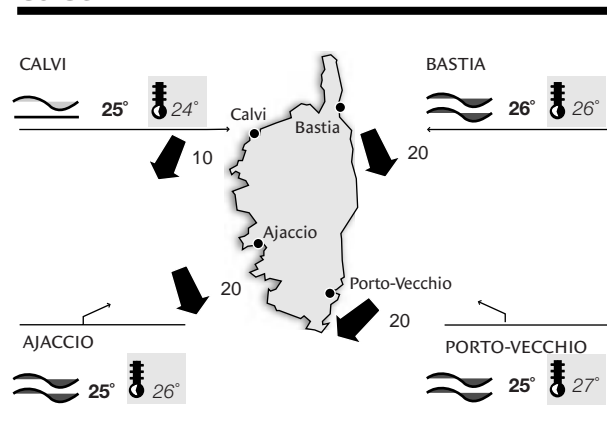 CALVI
25° 24°
BASTIA
26° 26°
Calvi
Bastia
10
20
Ajaccio
Porto-Vecchio
20
20
AJACCIO
25° 26°
PORTO-VECCHIO
25° 27°